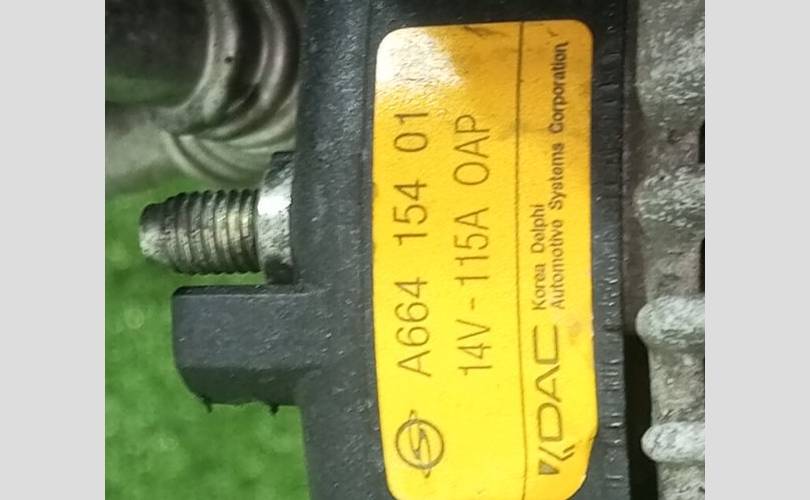 A664 154 01
14V-115A OAP
KDAC Korea Delphi
Automotive Systems Corporation